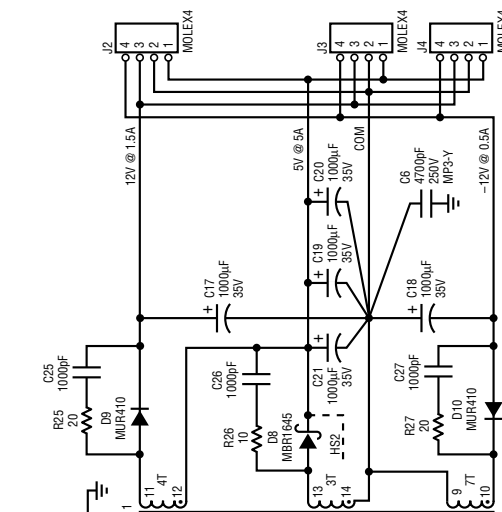 J2
4
3
2
1
MOLEX4
J3
4
3
2
1
MOLEX4
J4
4
3
2
1
MOLEX4
12V @ 1.5A
5V @ 5A
COM
–12V @ 0.5A
C20
1000µF
35V
+
C6
4700pF
250V
MP3-Y
C17
1000µF
35V
+
C19
1000µF
35V
+
C18
1000µF
35V
+
C21
1000µF
35V
+
C25
1000pF
R25
20
D9
MUR410
C26
1000pF
R26
10
D8
MBR1645
HS2
C27
1000pF
R27
20
D10
MUR410
11
4T
12
13
3T
14
9
7T
10
1